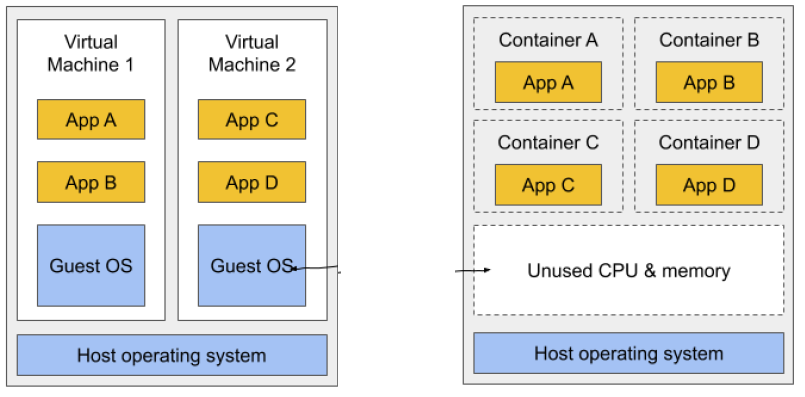 Virtual
Machine 1
App A
App B
Guest OS
Virtual
Machine 2
App C
App D
Guest OS
Host operating system
Container A
App A
Container B
App B
Container C
App C
Container D
App D
Unused CPU & memory
Host operating system